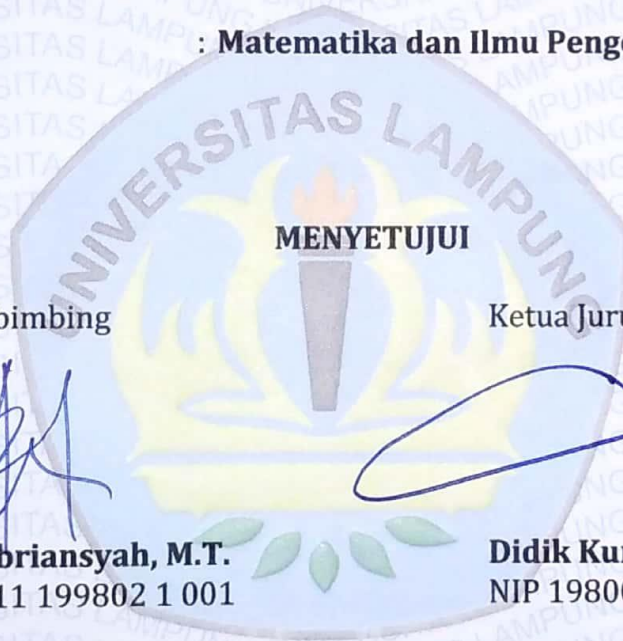 : Matematika dan Ilmu Penge
UNIVERSITAS LAMPUNG
MENYETUJUI
bimbing
Ketua Juru
briansyah, M.T.
Didik Ku
11 199802 1 001
NIP 1980